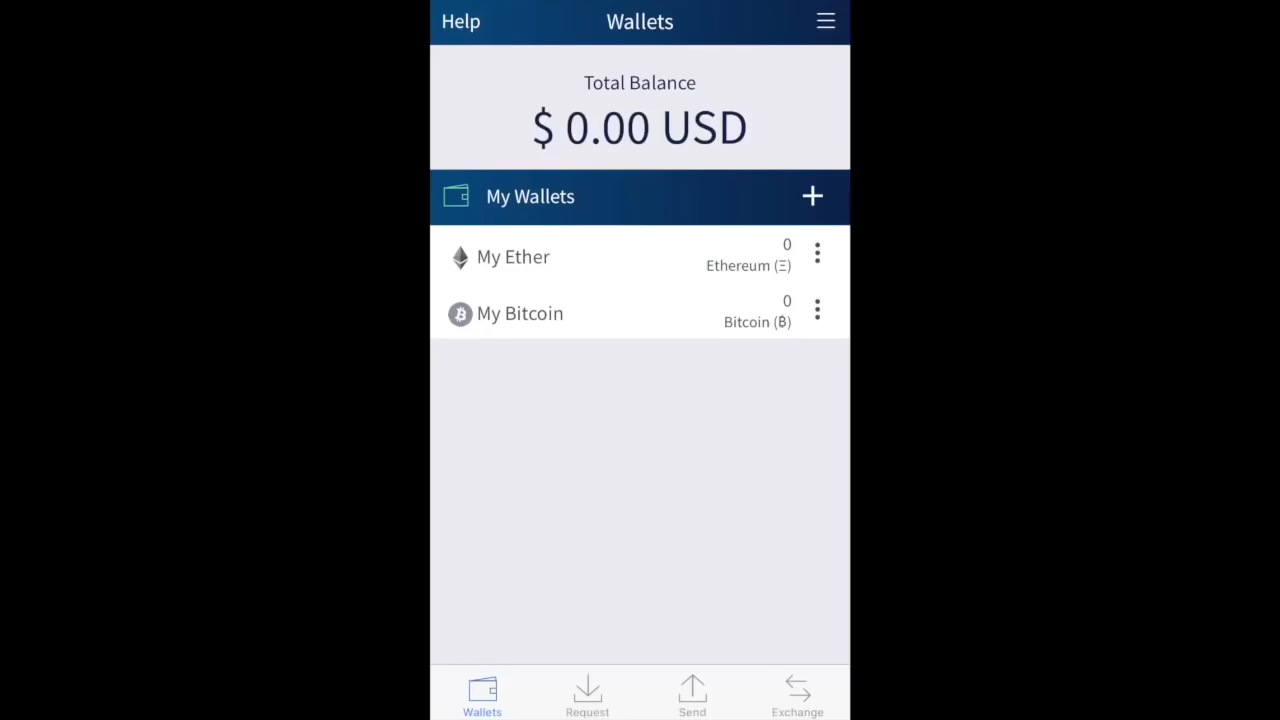 Help
Wallets
Total Balance
$ 0.00 USD
My Wallets
My Ether
0
Ethereum (Ξ)
My Bitcoin
0
Bitcoin (₿)
Wallets
Request
Send
Exchange